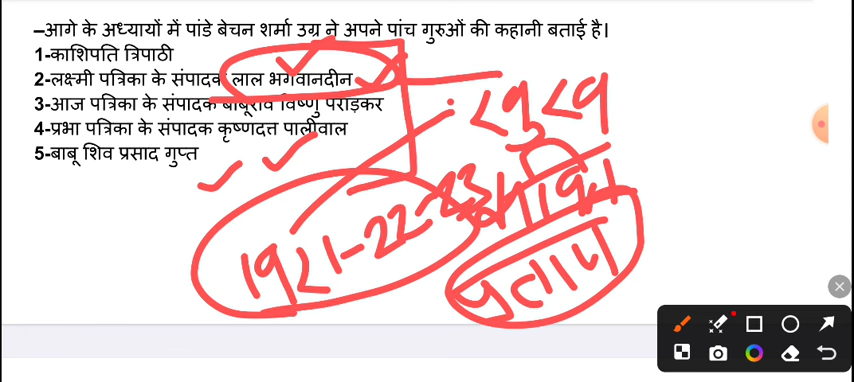 –आगे के अध्यायों में पांडे बेचन शर्मा उग्र ने अपने पांच गुरुओं की कहानी बताई है।
1-काशिपति त्रिपाठी
2-लक्ष्मी पत्रिका के संपादक लाल भगवानदीन
3-आज पत्रिका के संपादक बाबूराव विष्णु पराड़कर
4-प्रभा पत्रिका के संपादक कृष्णदत्त पालीवाल
5-बाबू शिव प्रसाद गुप्त
1921-22-23
प्रताप